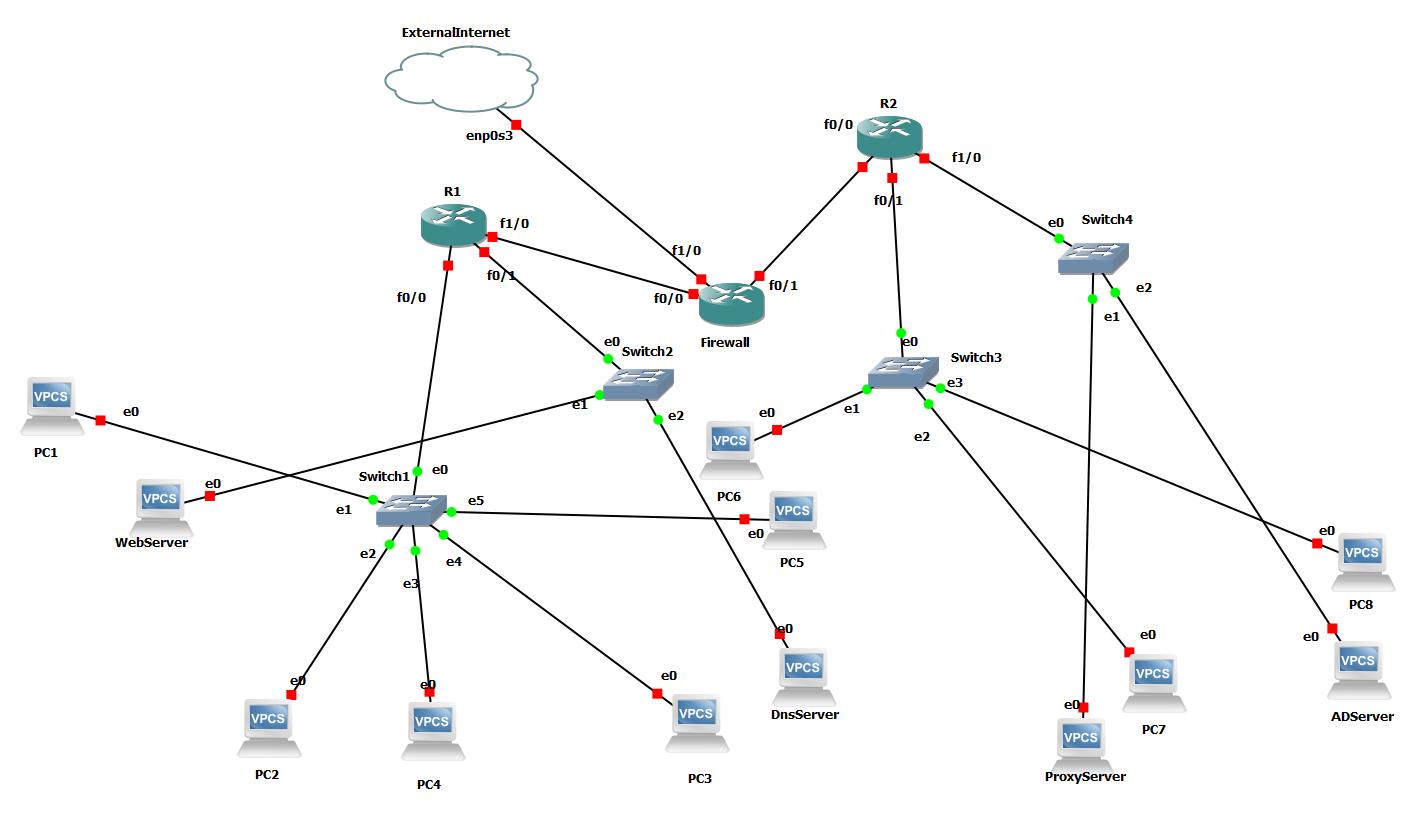 ExternalInternet
enp0s3
R2
f0/0
f1/0
f0/1
R1
f1/0
f0/1
f0/0
f1/0
f0/0
f0/1
Firewall
Switch4
e0
e2
e1
e0
Switch2
e1
e2
e0
Switch3
e1
e3
e2
VPCS
e0
PC1
e0
VPCS
PC6
VPCS
e0
WebServer
Switch1
e0
e1
e5
e2
e3
e4
VPCS
e0
PC5
e0
VPCS
PC8
e0
VPCS
DnsServer
e0
VPCS
ADServer
e0
VPCS
PC2
e0
VPCS
PC4
e0
VPCS
PC3
e0
VPCS
PC7
e0
VPCS
ProxyServer